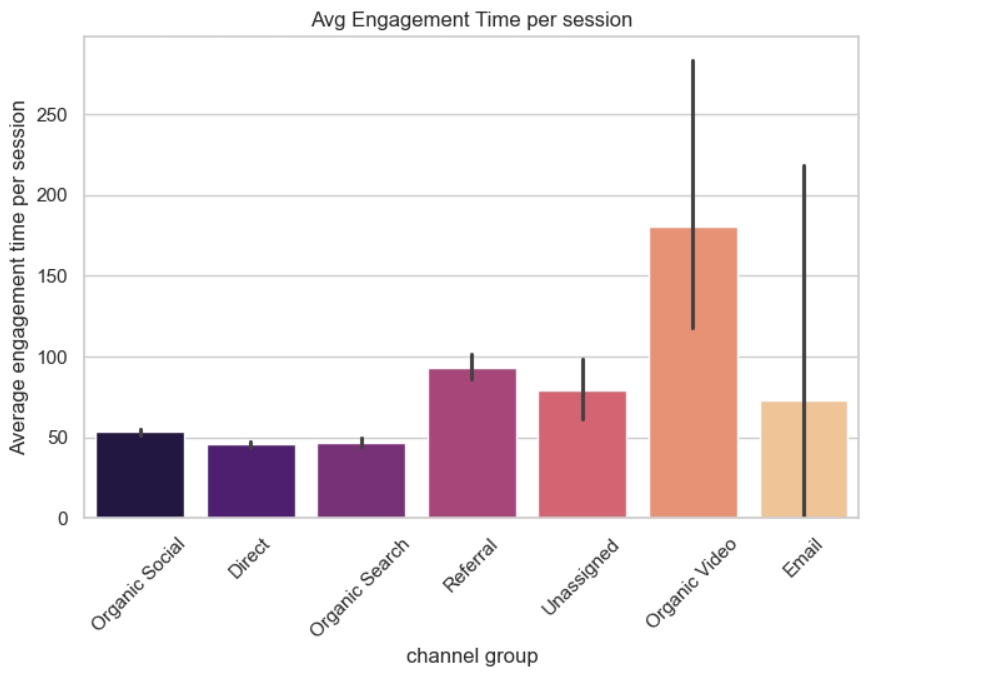 Avg Engagement Time per session
Average engagement time per session
250
200
150
100
50
0
Organic Social
Direct
Organic Search
Referral
Unassigned
Organic Video
Email
channel group